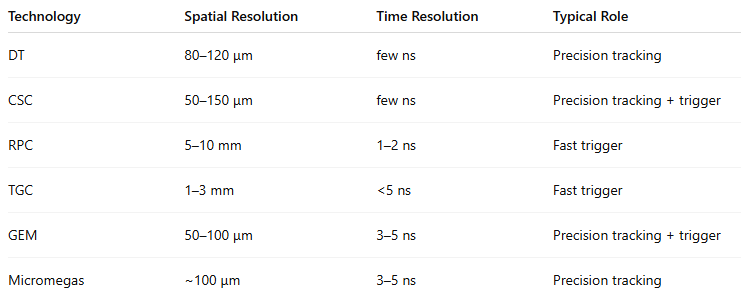 Technology Spatial Resolution Time Resolution Typical Role
DT 80–120 µm few ns Precision tracking
CSC 50–150 µm few ns Precision tracking + trigger
RPC 5–10 mm 1–2 ns Fast trigger
TGC 1–3 mm <5 ns Fast trigger
GEM 50–100 µm 3–5 ns Precision tracking + trigger
Micromegas ~100 µm 3–5 ns Precision tracking